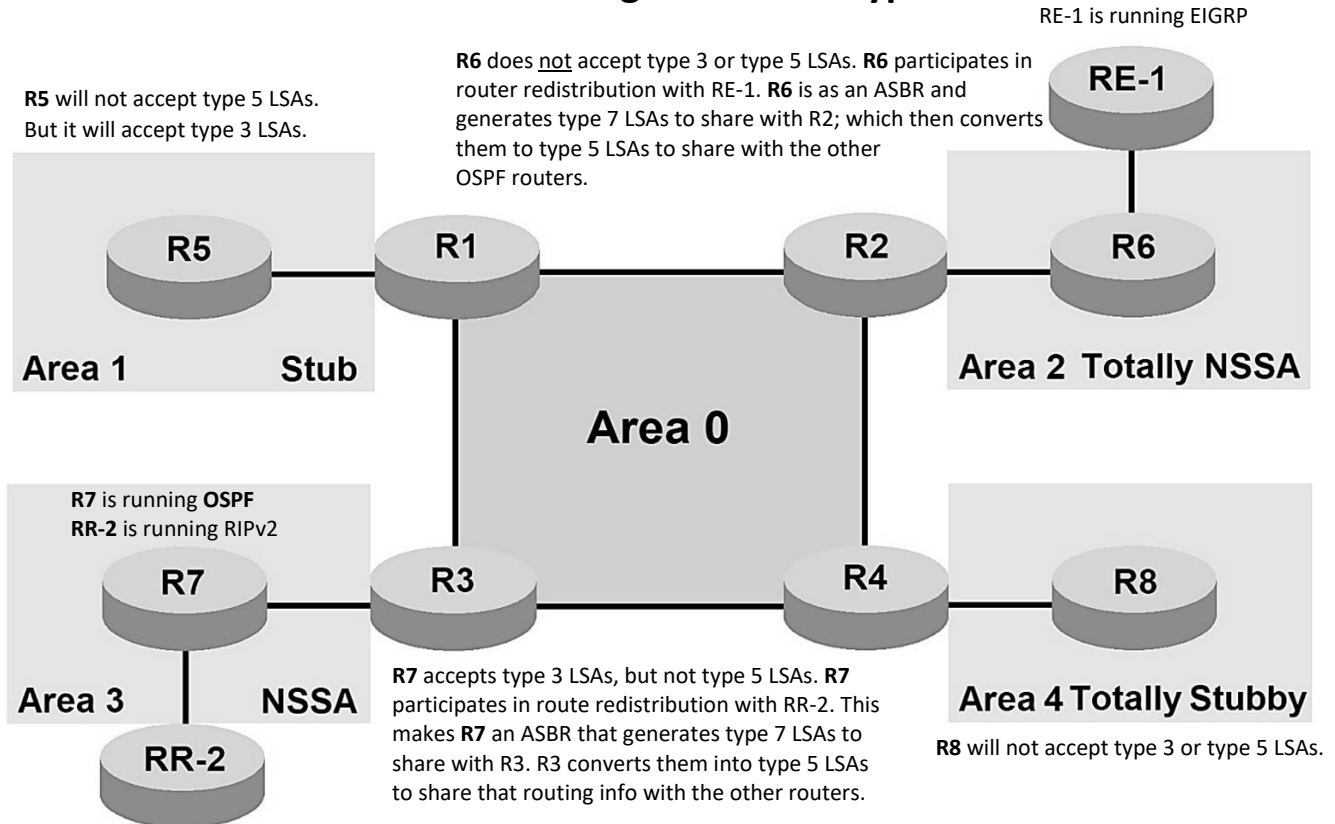 RE-1 is running EIGRP
R6 does not accept type 3 or type 5 LSAs. R6 participates in
router redistribution with RE-1. R6 is as an ASBR and
generates type 7 LSAs to share with R2; which then converts
them to type 5 LSAs to share with the other
OSPF routers.
RE-1
R5 will not accept type 5 LSAs.
But it will accept type 3 LSAs.
R5
R1
R2
R6
Area 1
Stub
Area 2 Totally NSSA
Area 0
R7 is running OSPF
RR-2 is running RIPv2
R7
R3
R4
R8
Area 3
NSSA
RR-2
R7 accepts type 3 LSAs, but not type 5 LSAs. R7
participates in route redistribution with RR-2. This
makes R7 an ASBR that generates type 7 LSAs to
share with R3. R3 converts them into type 5 LSAs
to share that routing info with the other routers.
Area 4 Totally Stubby
R8 will not accept type 3 or type 5 LSAs.